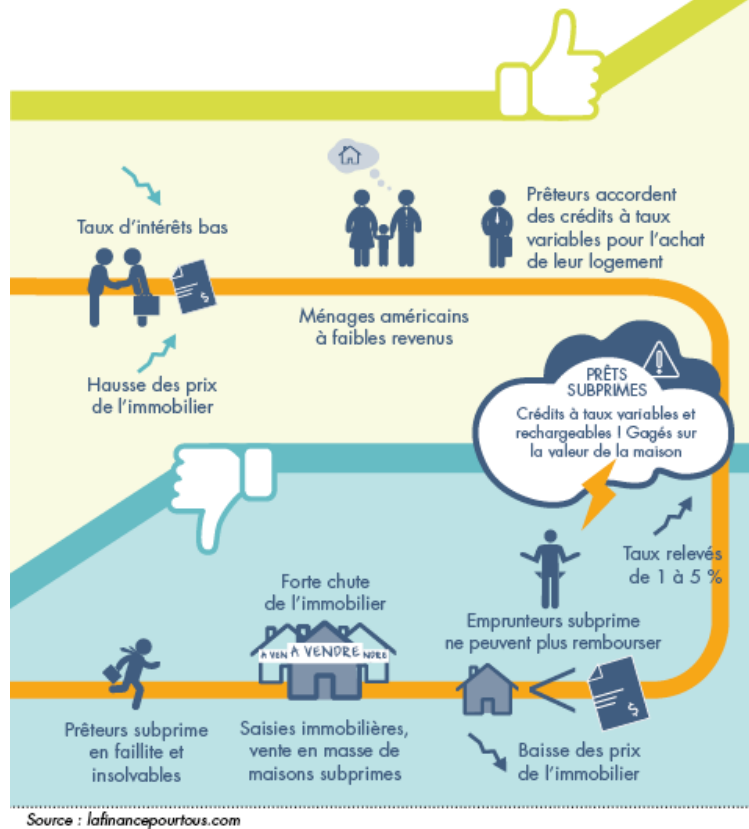 Taux d'intérêts bas
Hausse des prix
de l'immobilier
Ménages américains
à faibles revenus
Prêteurs accordent
des crédits à taux
variables pour l'achat
de leur logement
PRÊTS
SUBPRIMES
Crédits à taux variables et
rechargeables ! Gagés sur
la valeur de la maison
Taux relevés
de 1 à 5 %
Emprunteurs subprime
ne peuvent plus rembourser
$
$
Baisse des prix
de l'immobilier
Forte chute
de l'immobilier
A VEN A VENDRE NDRE
Saisies immobilières,
vente en masse de
maisons subprimes
Prêteurs subprime
en faillite et
insolvables
Source : lafinancepourtous.com